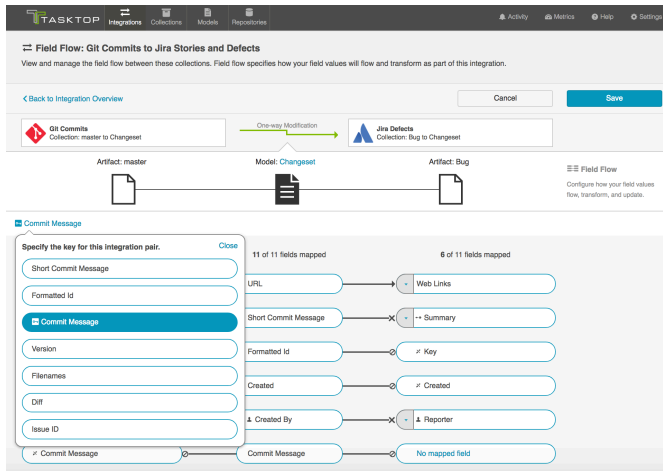 TASKTOP
Integrations
Collections
Models
Repositories
Activity
Metrics
Help
Settings
Field Flow: Git Commits to Jira Stories and Defects
View and manage the field flow between these collections. Field flow specifies how your field values will flow and transform as part of this integration.
Back to Integration Overview
Cancel
Save
Git Commits
Collection: master to Changeset
One-way Modification
Jira Defects
Collection: Bug to Changeset
Artifact: master
Model: Changeset
Artifact: Bug
Field Flow
Configure how your field values
flow, transform, and update.
Commit Message
Specify the key for this integration pair.
Close
11 of 11 fields mapped
6 of 11 fields mapped
Short Commit Message
Formatted Id
Commit Message
Version
Filenames
Diff
Issue ID
URL
Web Links
Short Commit Message
Summary
Formatted Id
Key
Created
Created
Created By
Reporter
Commit Message
Commit Message
No mapped field